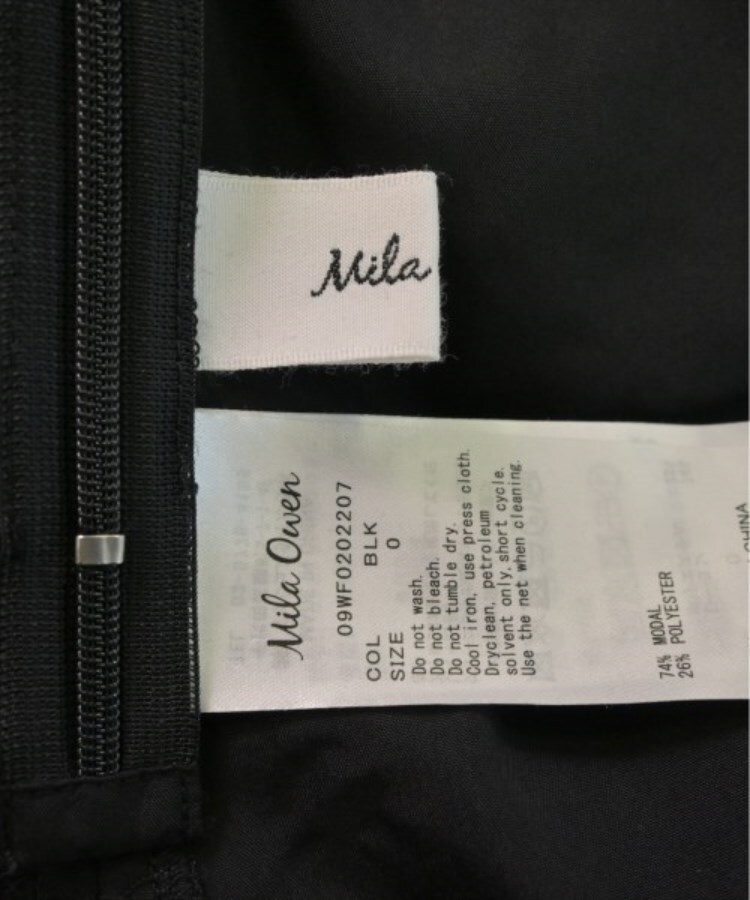 Mila
Mila Owen
09WF0202207
COL BLK
SIZE 0
Do not wash.
Do not bleach.
Do not tumble dry.
Cool iron, use press cloth.
Dryclean, petroleum
solvent only. short cycle.
Use the net when cleaning.
74% MODAL
26% POLYESTER
CHINA